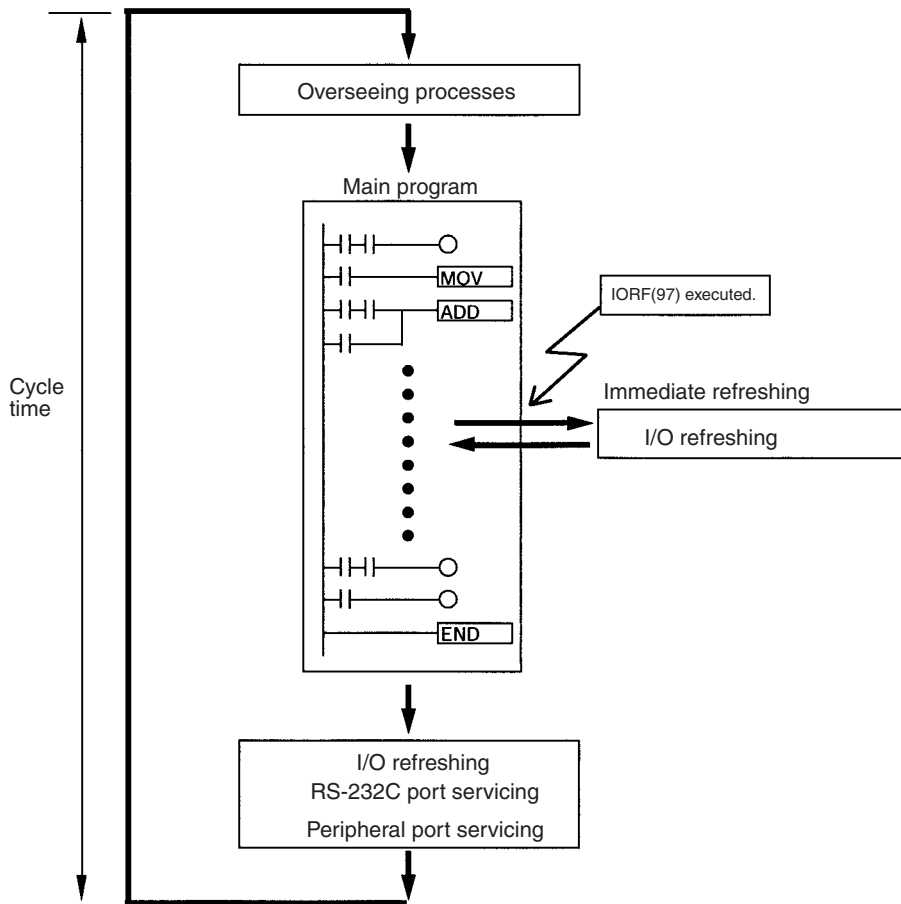 Overseeing processes
Main program
MOV
IORF(97) executed.
ADD
Cycle
time
Immediate refreshing
I/O refreshing
END
I/O refreshing
RS-232C port servicing
Peripheral port servicing